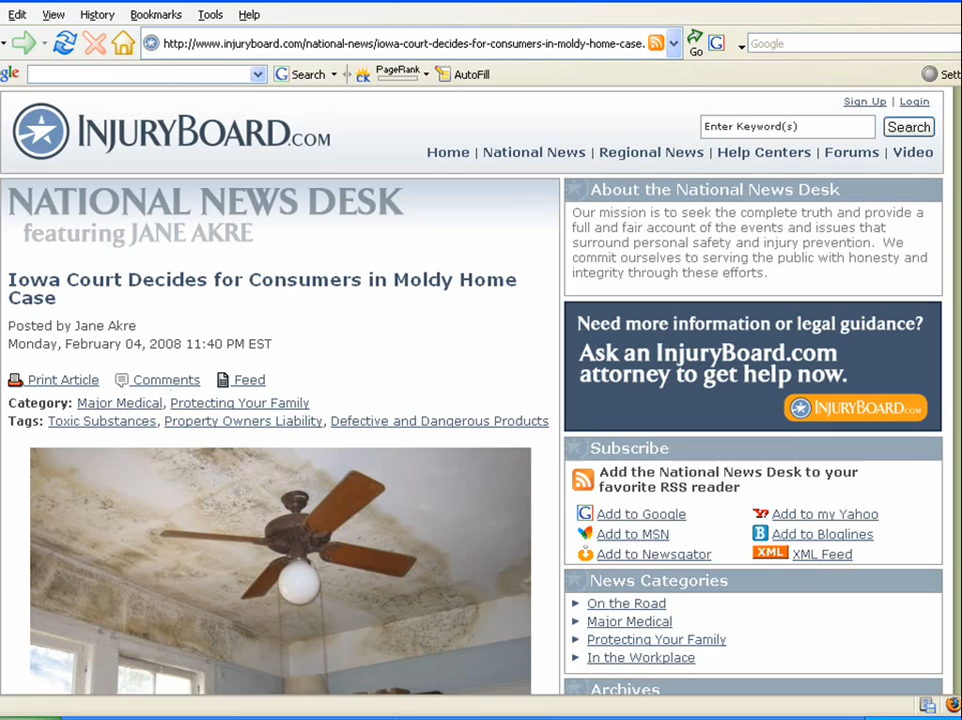 Edit View History Bookmarks Tools Help
http://www.injuryboard.com/national-news/iowa-court-decides-for-consumers-in-moldy-home-case. Go G Google
gle G Search PageRank AutoFill Sett
Sign Up | Login
INJURYBOARD.COM
Enter Keyword(s) Search
Home | National News | Regional News | Help Centers | Forums | Video
NATIONAL NEWS DESK
featuring JANE AKRE
Iowa Court Decides for Consumers in Moldy Home
Case
Posted by Jane Akre
Monday, February 04, 2008 11:40 PM EST
Print Article Comments Feed
Category: Major Medical, Protecting Your Family
Tags: Toxic Substances, Property Owners Liability, Defective and Dangerous Products
About the National News Desk
Our mission is to seek the complete truth and provide a
full and fair account of the events and issues that
surround personal safety and injury prevention. We
commit ourselves to serving the public with honesty and
integrity through these efforts.
Need more information or legal guidance?
Ask an InjuryBoard.com
attorney to get help now.
INJURYBOARD.COM
Subscribe
Add the National News Desk to your
favorite RSS reader
G Add to Google Add to my Yahoo
Add to MSN B Add to Bloglines
Add to Newsgator XML XML Feed
News Categories
On the Road
Major Medical
Protecting Your Family
In the Workplace
Archives